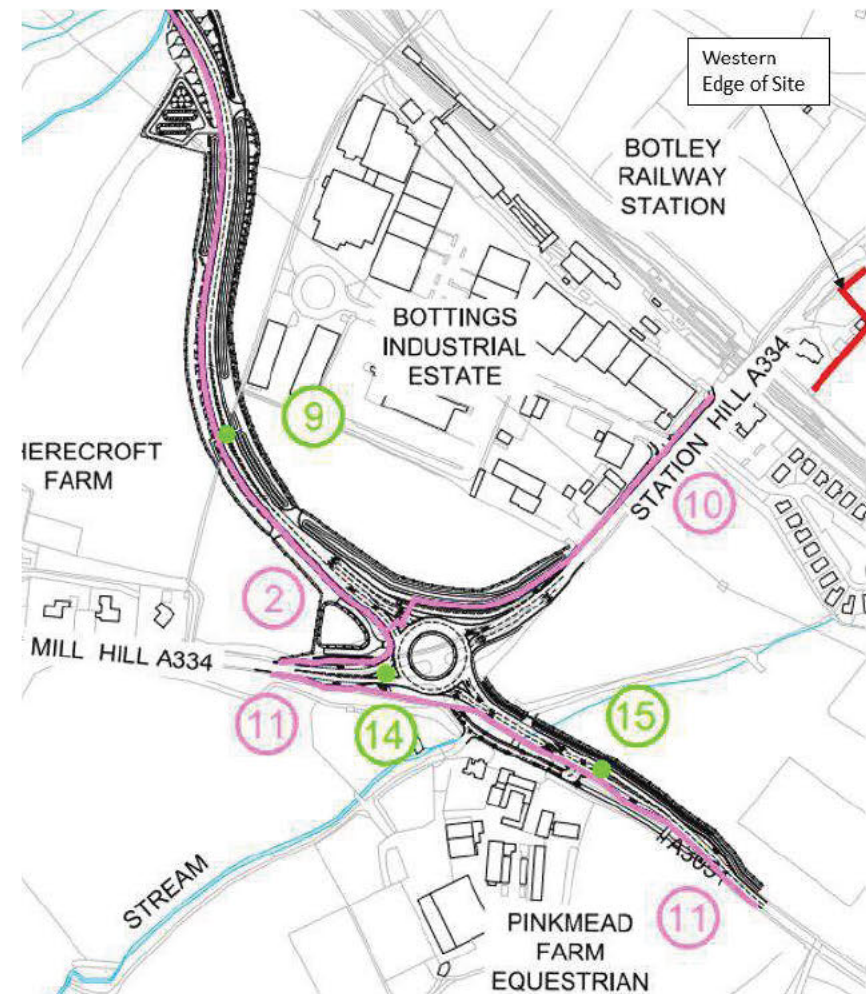 Western
Edge of Site
BOTLEY
RAILWAY
STATION
BOTTINGS
INDUSTRIAL
ESTATE
STATION HILL A334
9
HERECROFT
FARM
10
2
MILL HILL A334
11
14
15
STREAM
11
PINKMEAD
FARM
EQUESTRIAN